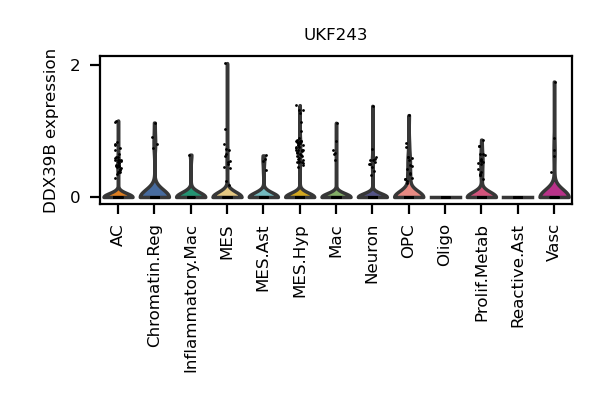 UKF243
DDX39B expression
2
0
AC
Chromatin.Reg
Inflammatory.Mac
MES
MES.Ast
MES.Hyp
Mac
Neuron
OPC
Oligo
Prolif.Metab
Reactive.Ast
Vasc